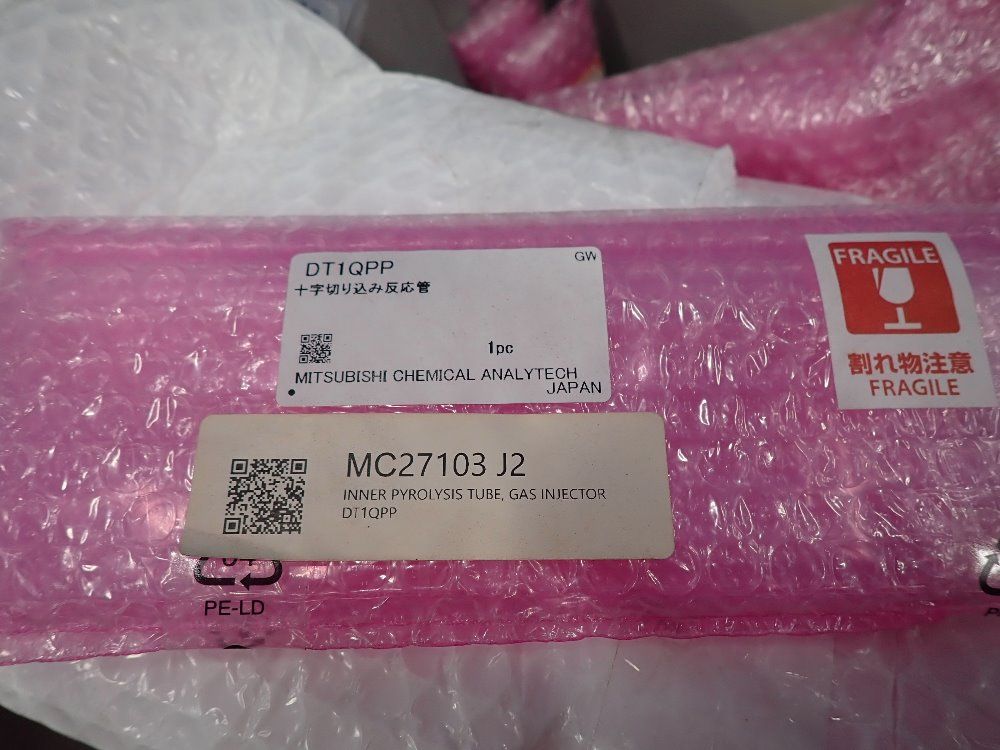 DT1QPP
GW
十字切り込み反応管
1pc
MITSUBISHI CHEMICAL ANALYTECH
JAPAN
FRAGILE
割れ物注意
FRAGILE
MC27103 J2
INNER PYROLYSIS TUBE, GAS INJECTOR
DT1QPP
04
PE-LD